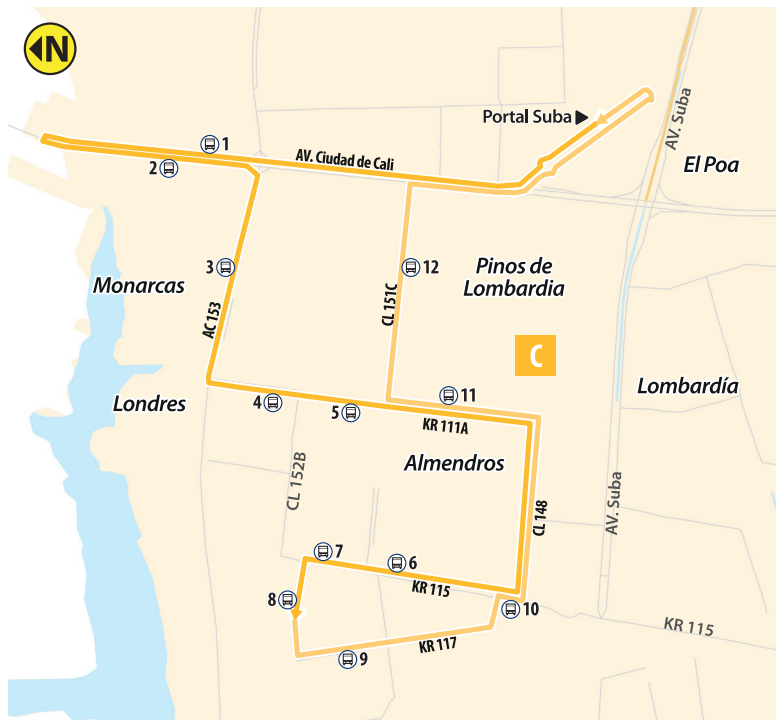 N
Portal Suba
AV. Suba
1
AV. Ciudad de Cali
El Poa
2
3
12
Pinos de
Lombardia
Monarcas
CL 151C
AC 153
C
Lombardía
Londres
4
5
11
KR 111A
Almendros
CL 152B
CL 148
AV. Suba
7
6
KR 115
8
10
KR 115
KR 117
9